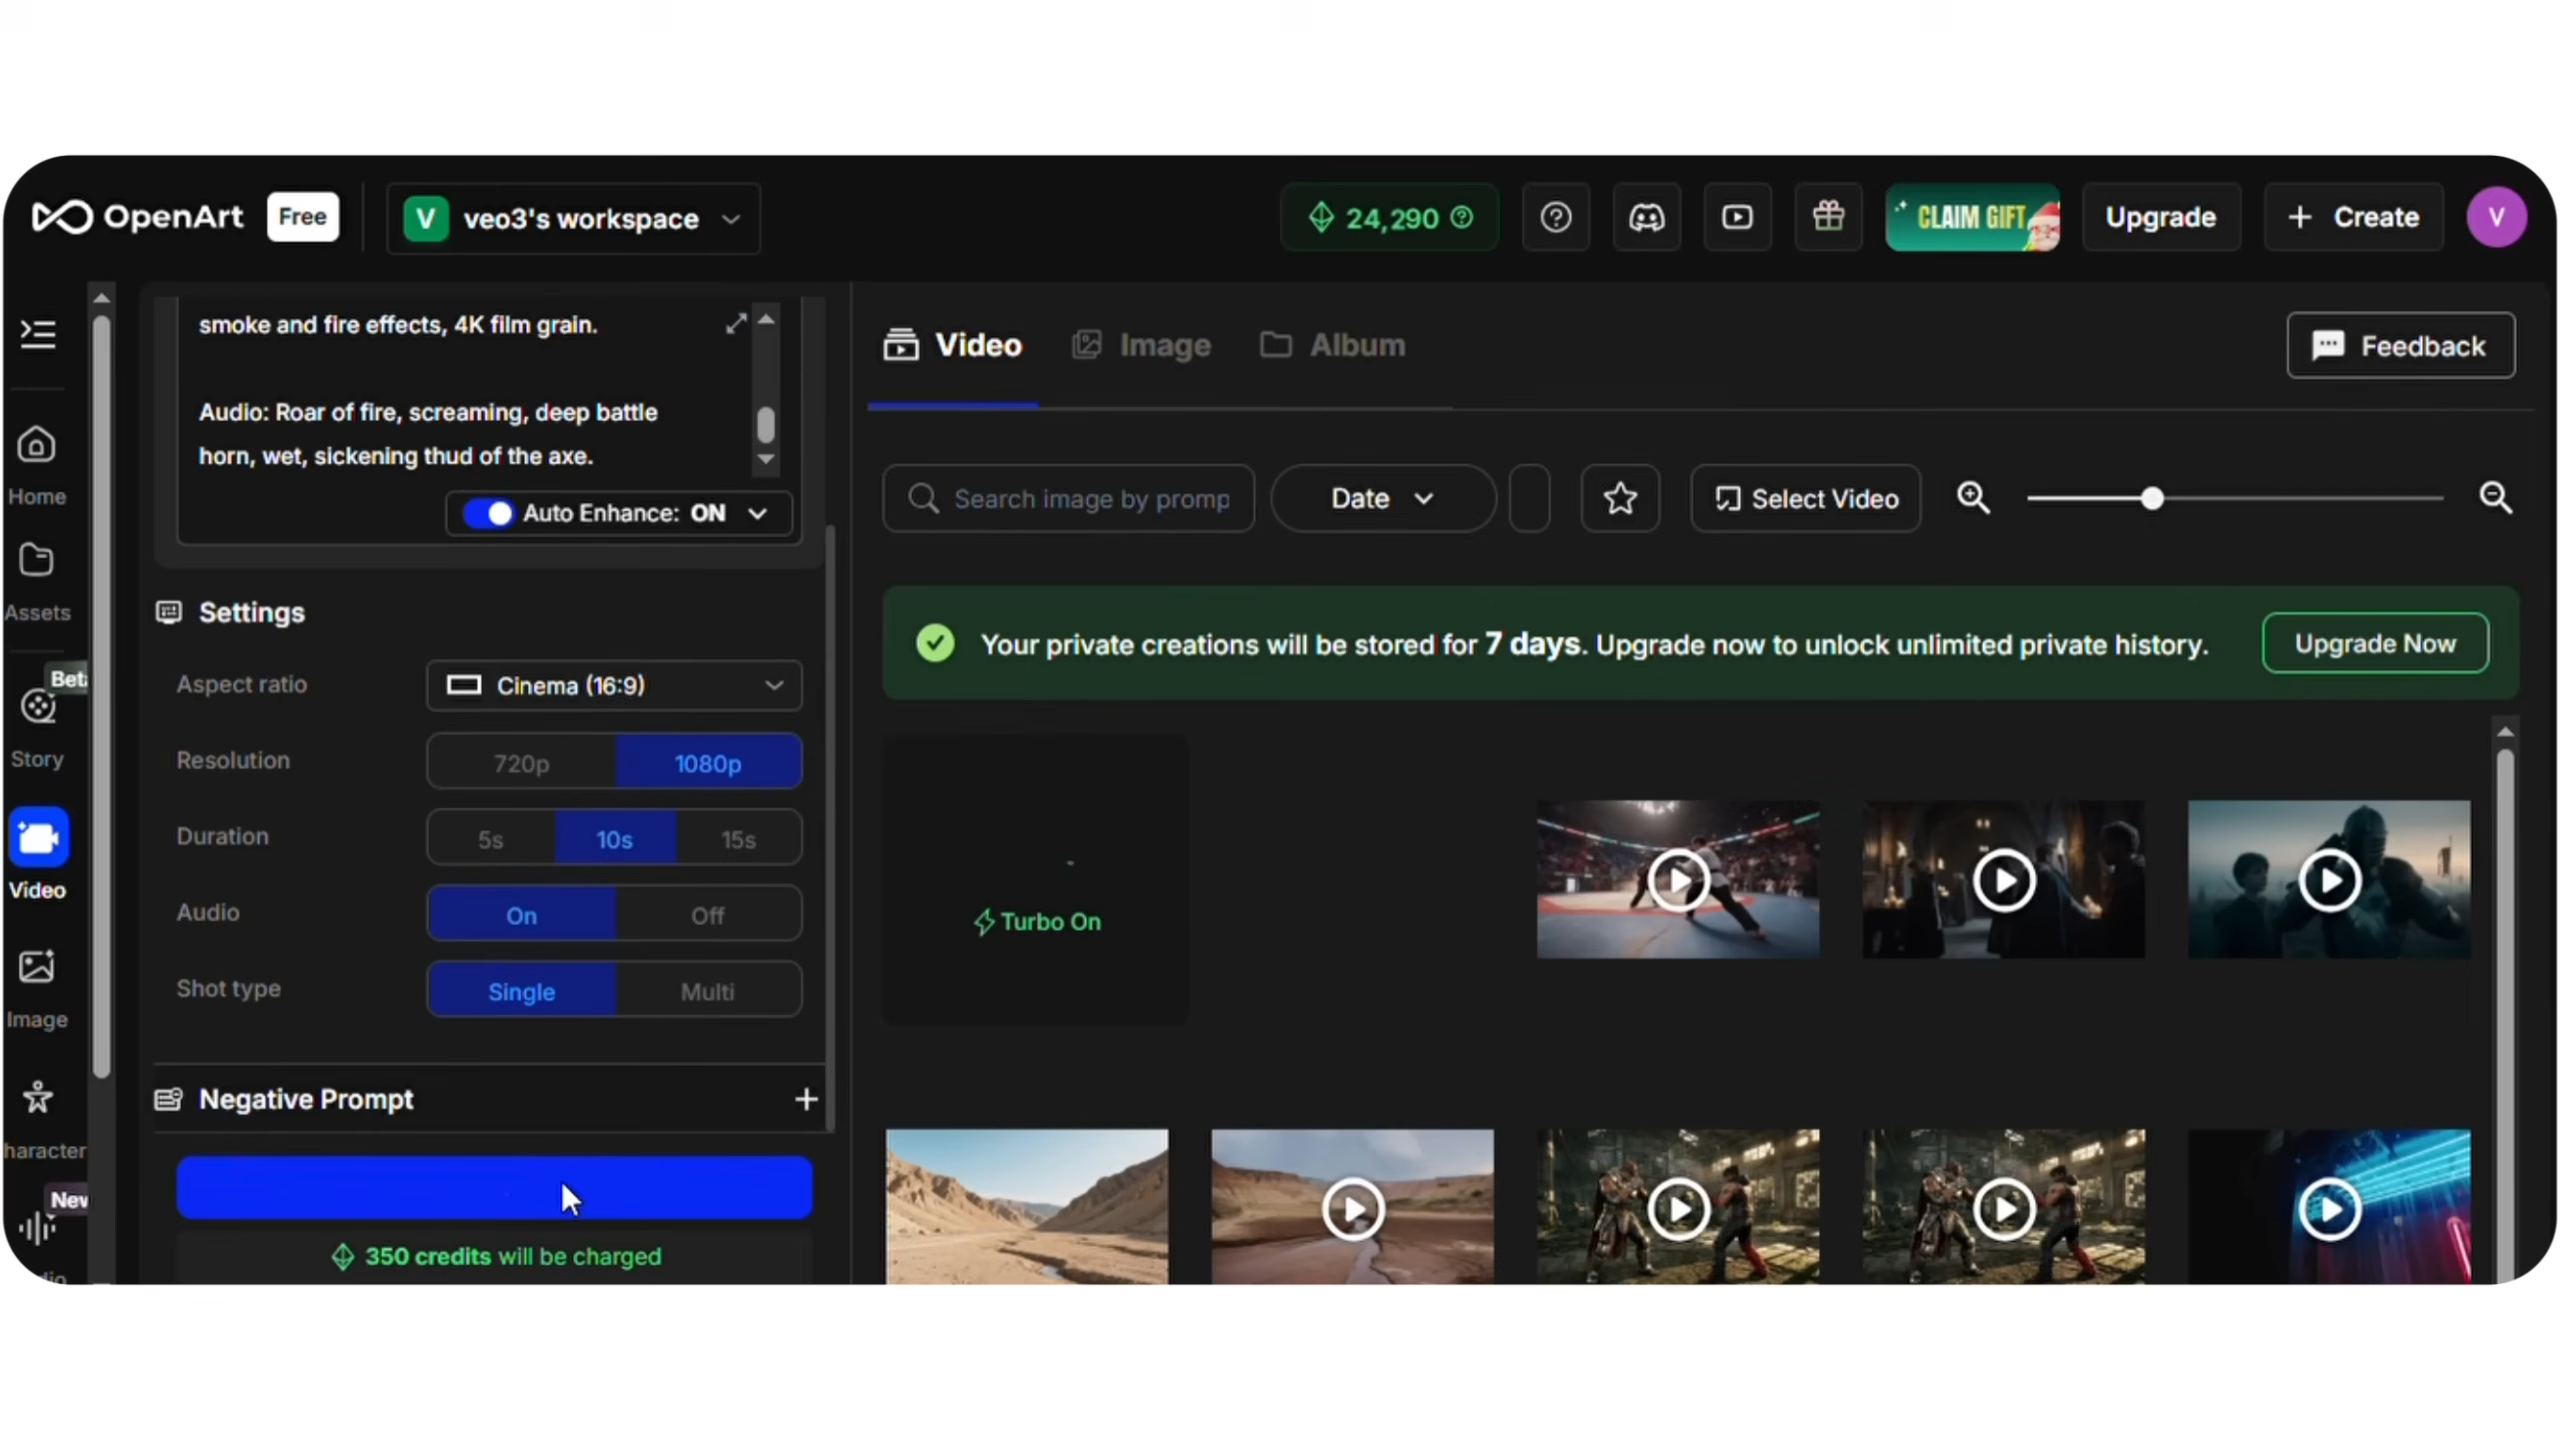 OpenArt
Free
V
veo3's workspace
24,290
CLAIM GIFT
Upgrade
+ Create
V
Home
Assets
Beta
Story
Video
Image
haracter
New
smoke and fire effects, 4K film grain.
Audio: Roar of fire, screaming, deep battle
horn, wet, sickening thud of the axe.
Auto Enhance: ON
Settings
Aspect ratio
Cinema (16:9)
Resolution
720p
1080p
Duration
5s
10s
15s
Audio
On
Off
Shot type
Single
Multi
Negative Prompt
350 credits will be charged
Video
Image
Album
Feedback
Search image by promp
Date
Select Video
Your private creations will be stored for 7 days. Upgrade now to unlock unlimited private history.
Upgrade Now
Turbo On